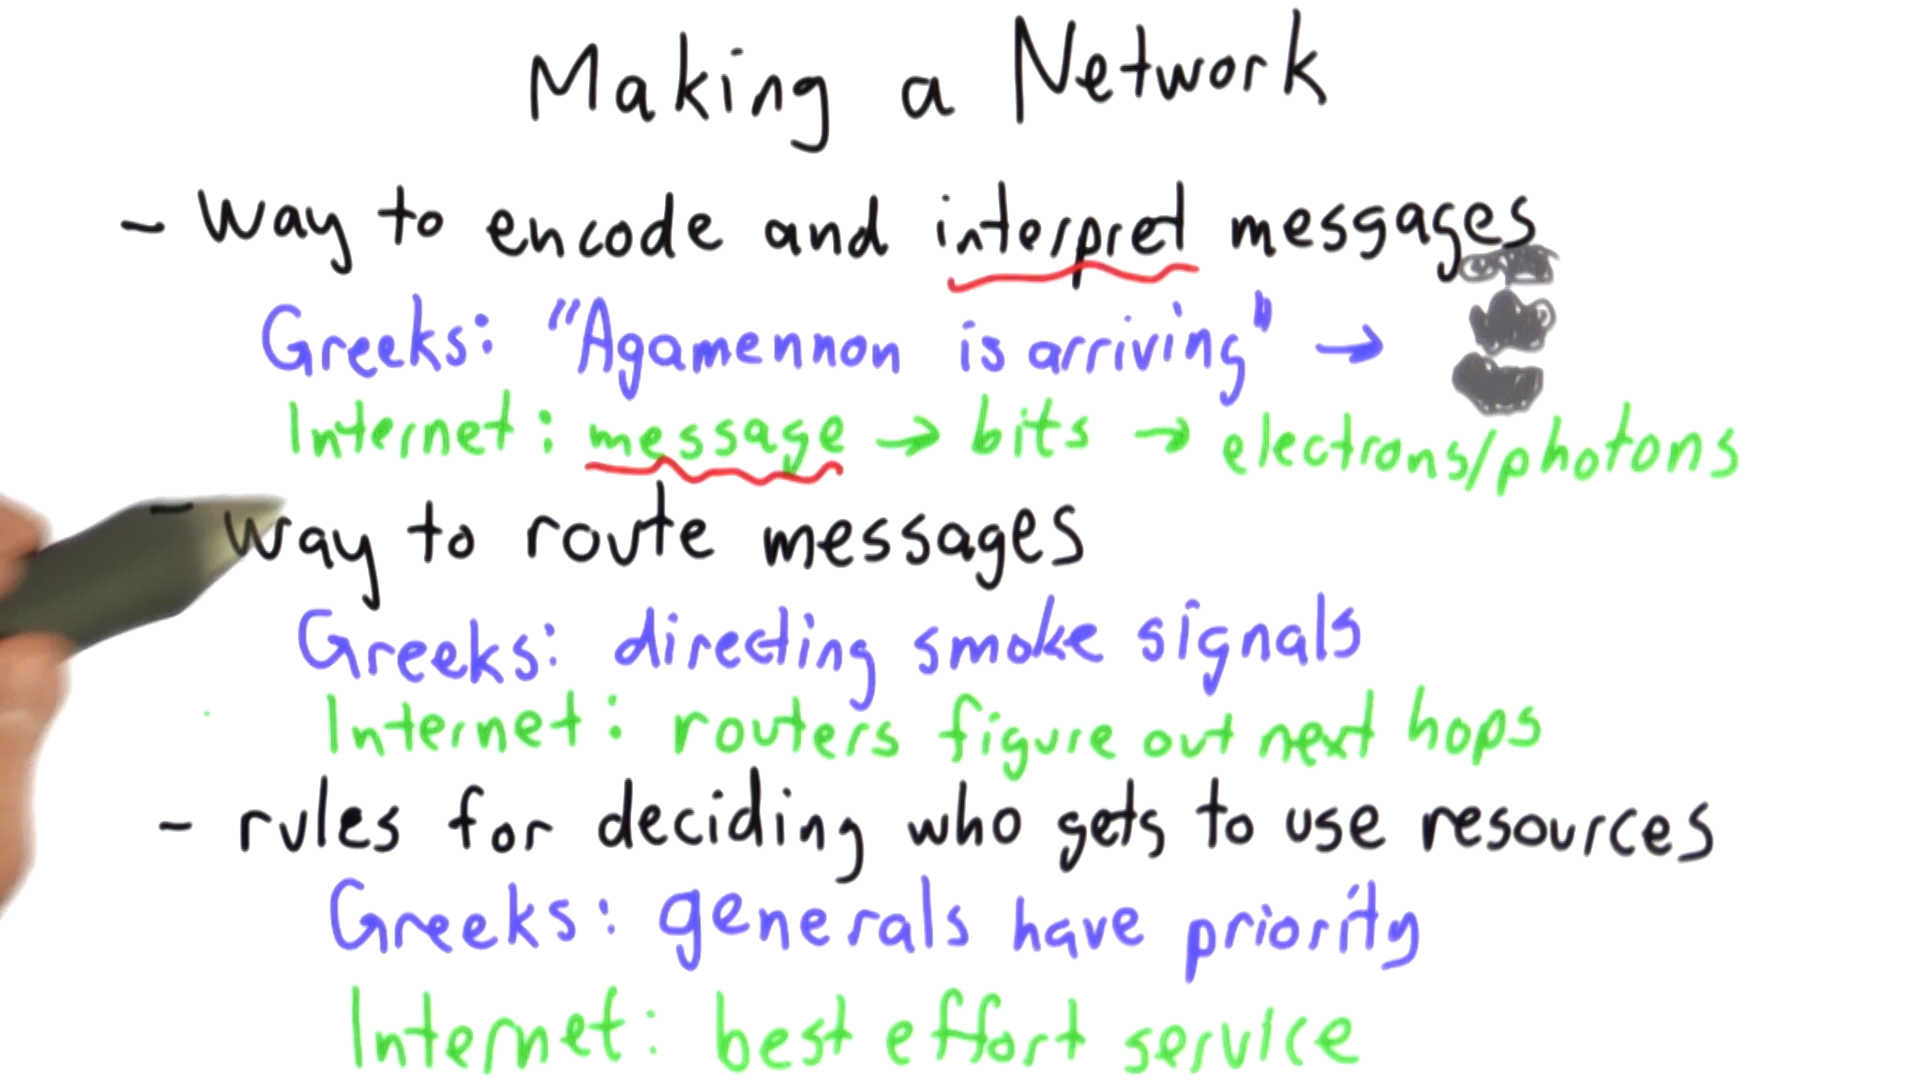 Making a Network
- way to encode and interpret messages
Greeks: "Agamennon is arriving" →
Internet: message → bits → electrons/photons
- way to route messages
Greeks: directing smoke signals
Internet: routers figure out next hops
- rules for deciding who gets to use resources
Greeks: generals have priority
Internet: best effort service